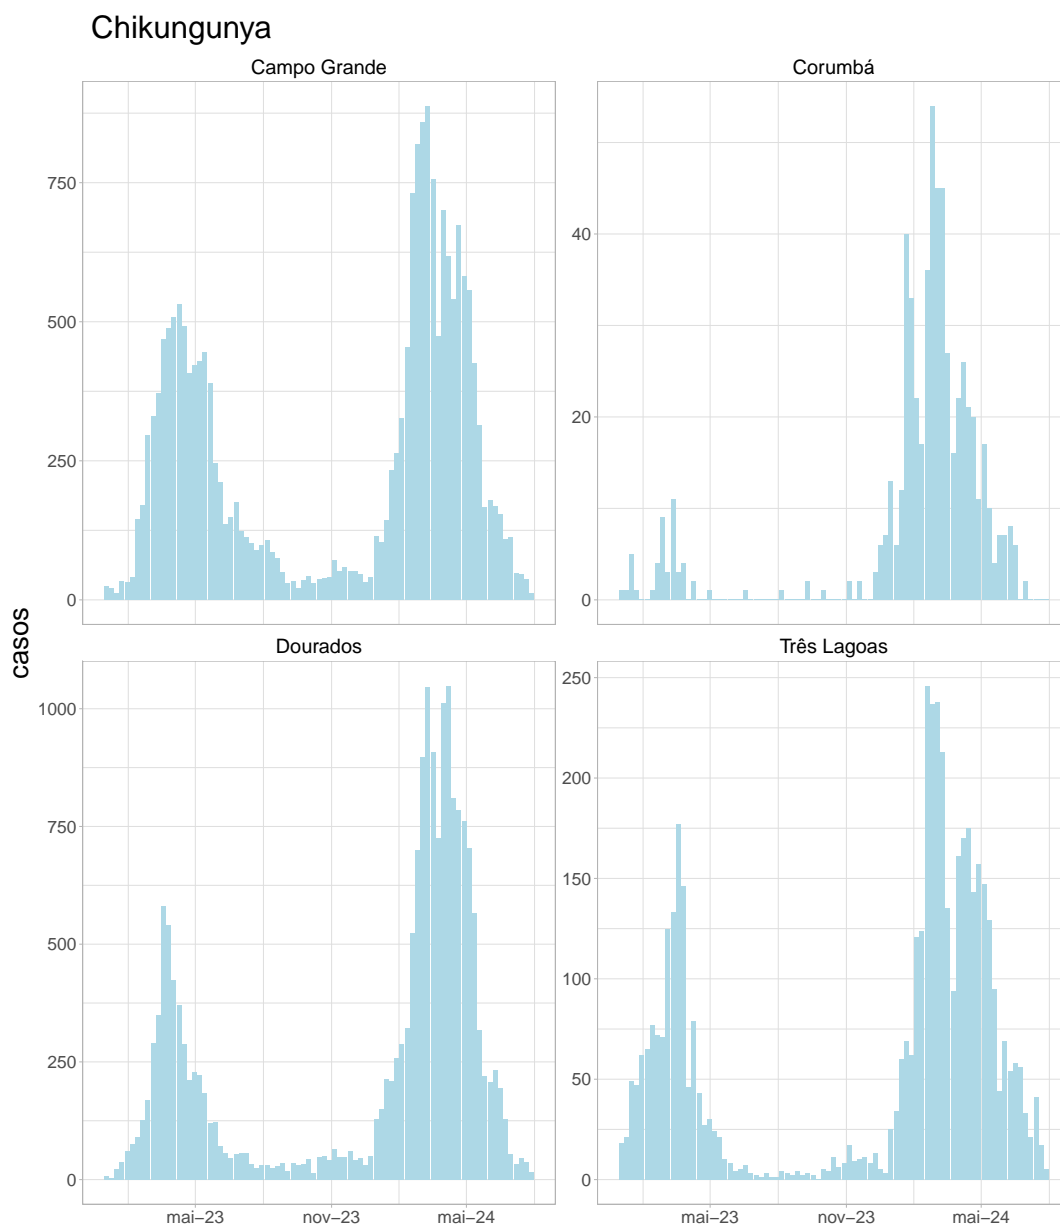 Chikungunya
Campo Grande
Corumbá
750
500
250
0
40
20
0
casos
Dourados
Três Lagoas
1000
750
500
250
0
250
200
150
100
50
0
mai–23
nov–23
mai–24
mai–23
nov–23
mai–24